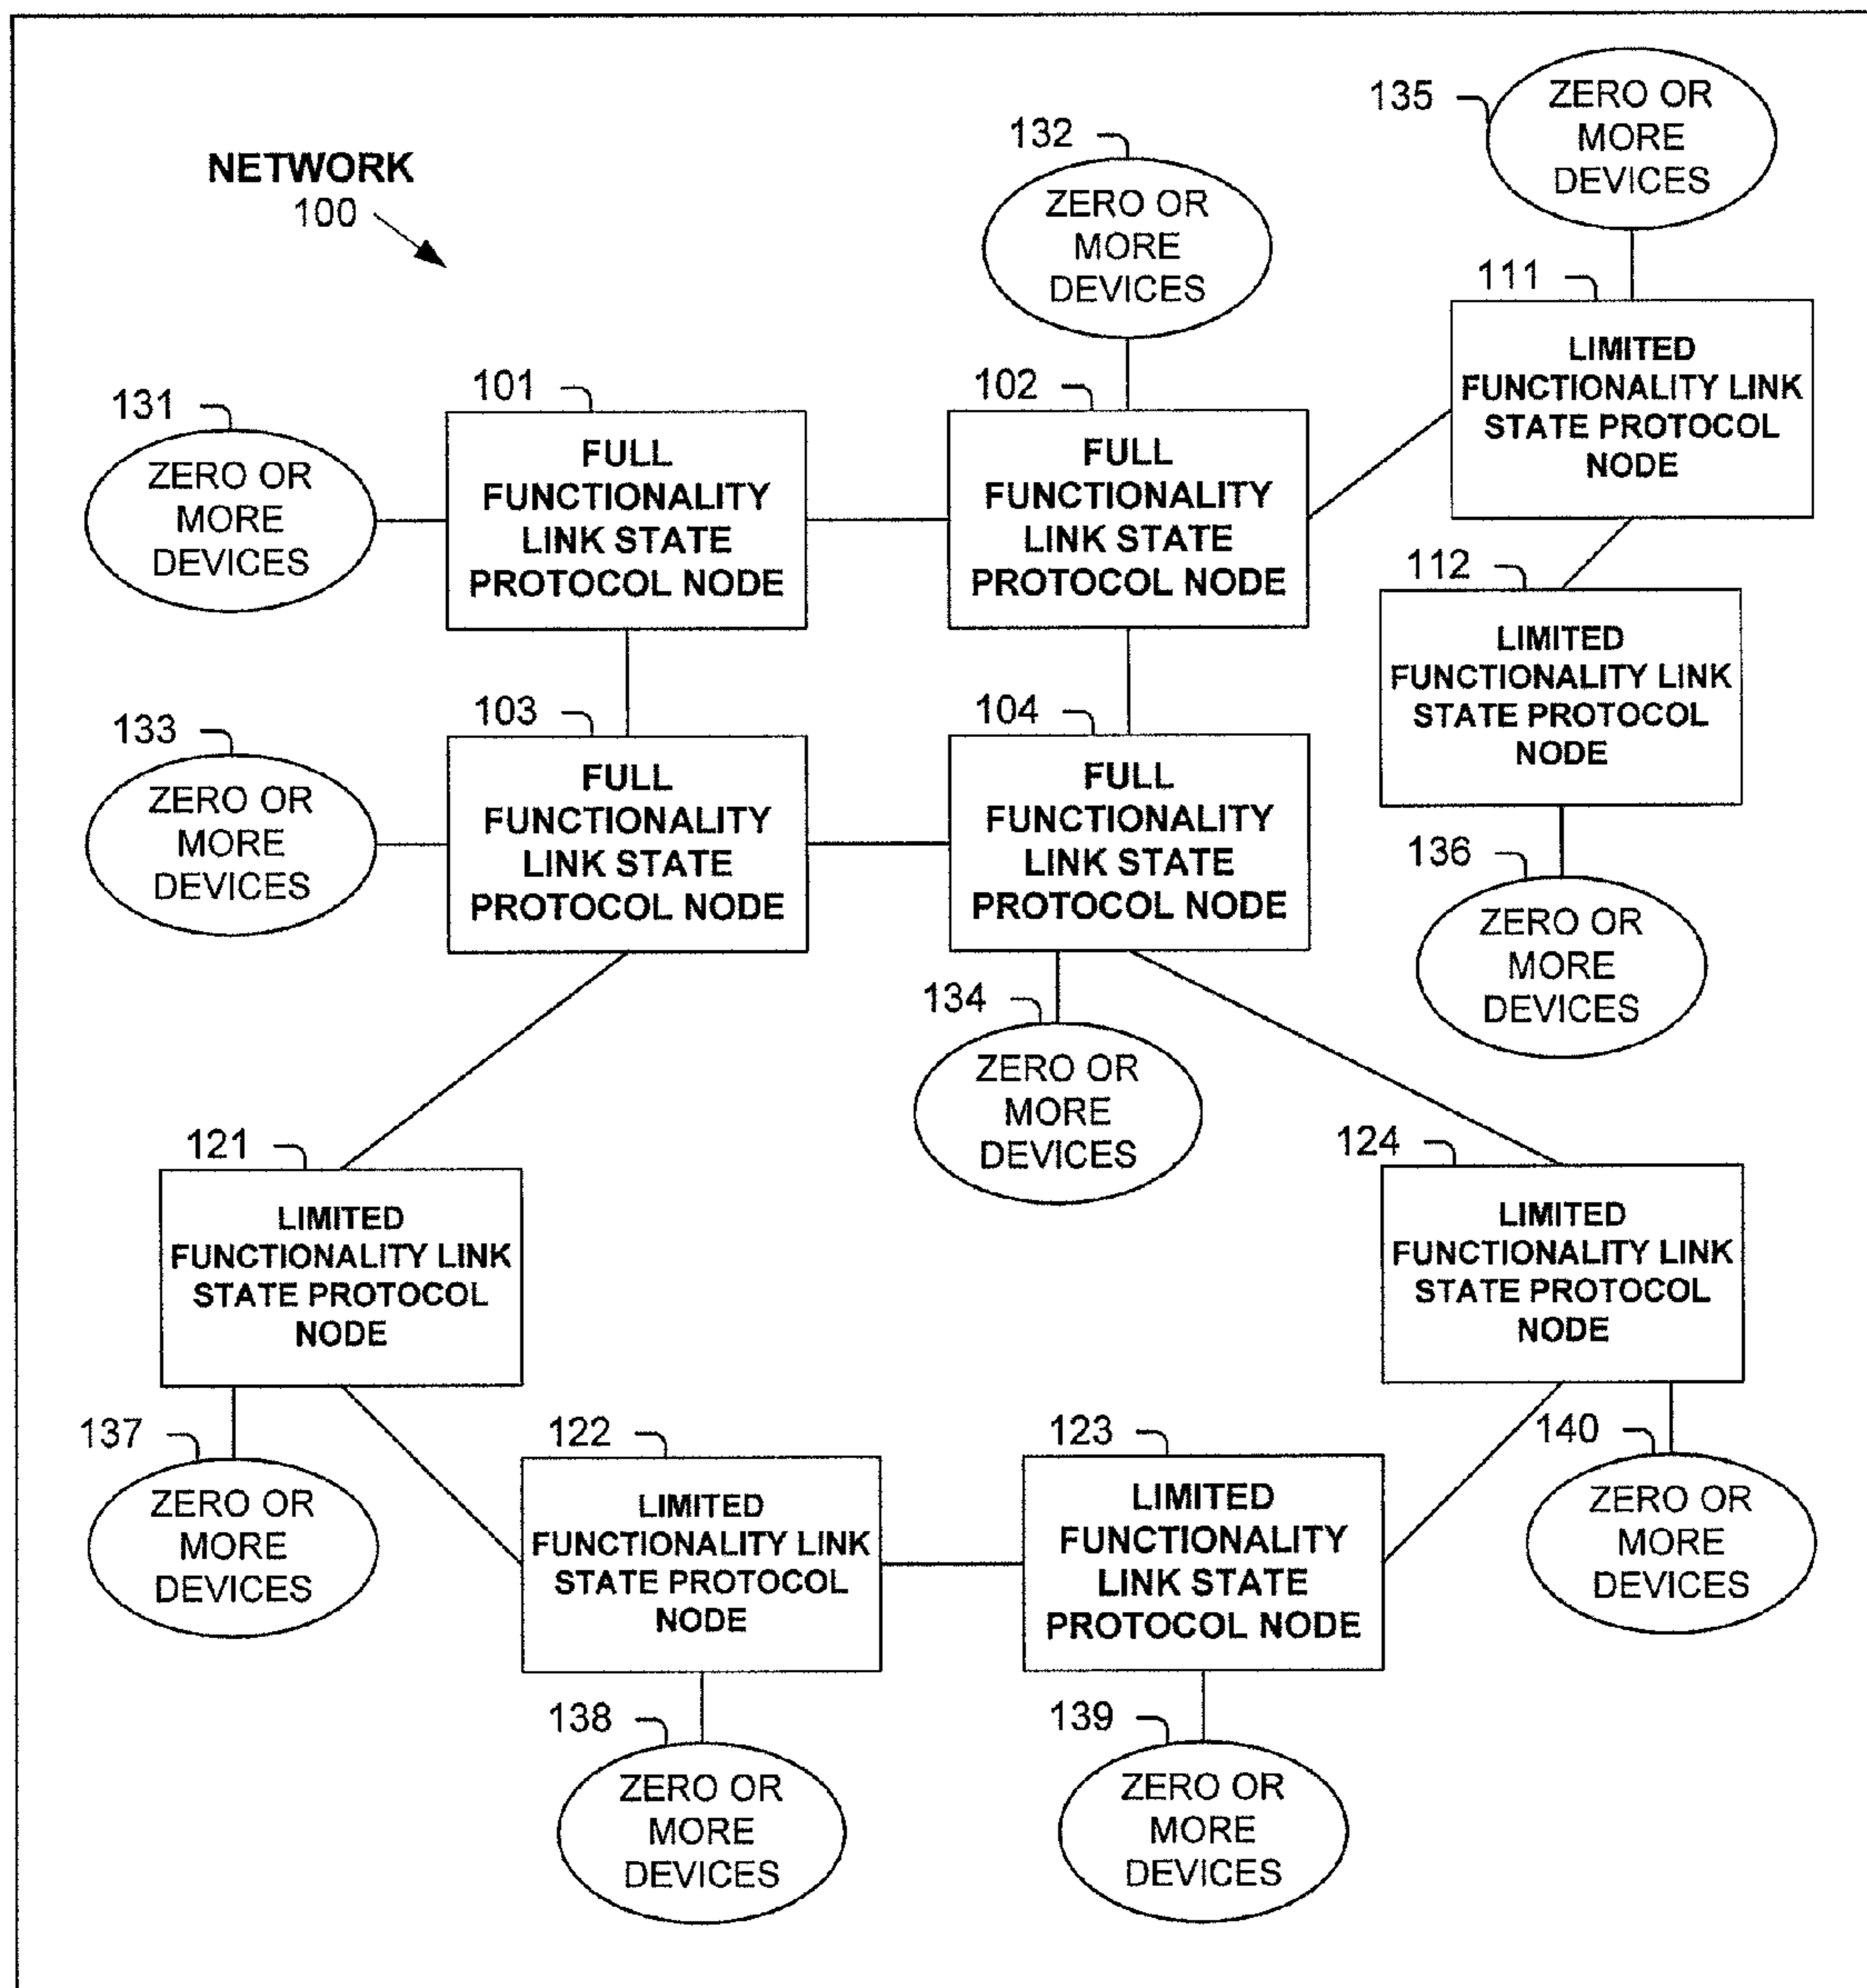 135
ZERO OR
MORE
DEVICES
132
ZERO OR
MORE
DEVICES
NETWORK
100
111
LIMITED
FUNCTIONALITY LINK
STATE PROTOCOL
NODE
131
ZERO OR
MORE
DEVICES
101
FULL
FUNCTIONALITY
LINK STATE
PROTOCOL NODE
102
FULL
FUNCTIONALITY
LINK STATE
PROTOCOL NODE
112
LIMITED
FUNCTIONALITY LINK
STATE PROTOCOL
NODE
133
ZERO OR
MORE
DEVICES
103
FULL
FUNCTIONALITY
LINK STATE
PROTOCOL NODE
104
FULL
FUNCTIONALITY
LINK STATE
PROTOCOL NODE
136
ZERO OR
MORE
DEVICES
134
ZERO OR
MORE
DEVICES
121
LIMITED
FUNCTIONALITY LINK
STATE PROTOCOL
NODE
124
LIMITED
FUNCTIONALITY LINK
STATE PROTOCOL
NODE
137
ZERO OR
MORE
DEVICES
122
LIMITED
FUNCTIONALITY LINK
STATE PROTOCOL
NODE
123
LIMITED
FUNCTIONALITY
LINK STATE
PROTOCOL NODE
140
ZERO OR
MORE
DEVICES
138
ZERO OR
MORE
DEVICES
139
ZERO OR
MORE
DEVICES